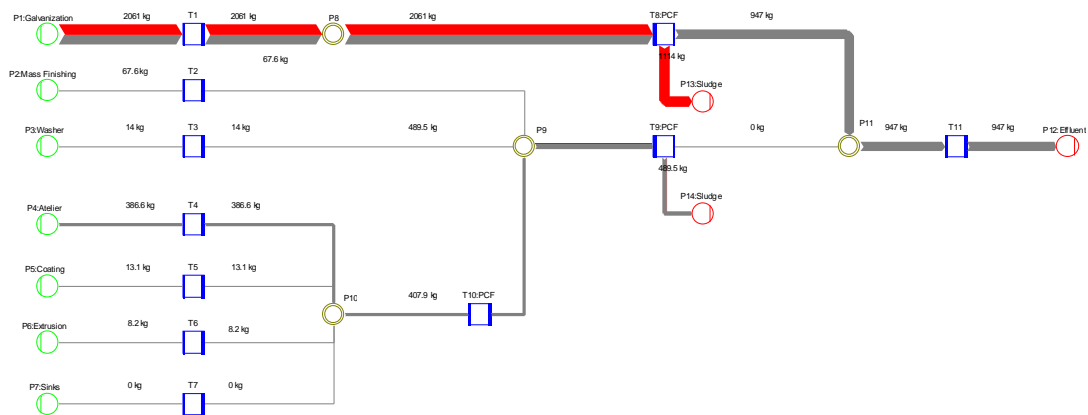 P1:Galvanization
2061 kg
T1
2061 kg
P8
2061 kg
T8:PCF
947 kg
67.6 kg
1114 kg
P2:Mass Finishing
67.6 kg
T2
P13:Sludge
P3:Washer
14 kg
T3
14 kg
489.5 kg
P9
T9:PCF
0 kg
P11
947 kg
T11
947 kg
P12:Effluent
489.5 kg
P14:Sludge
P4:Atelier
386.6 kg
T4
386.6 kg
P5:Coating
13.1 kg
T5
13.1 kg
P10
407.9 kg
T10:PCF
P6:Extrusion
8.2 kg
T6
8.2 kg
P7:Sinks
0 kg
T7
0 kg